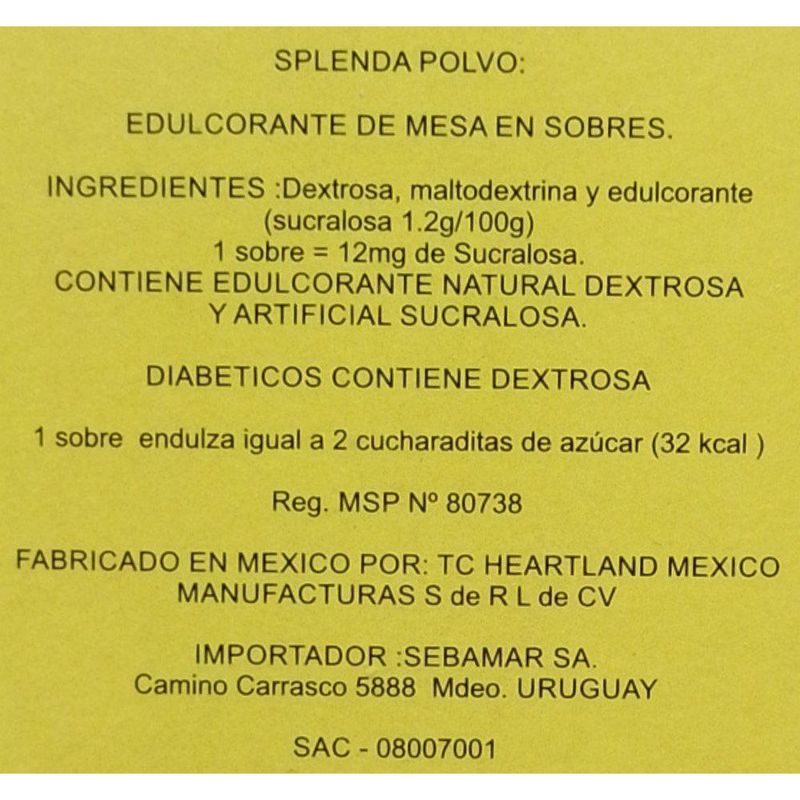 SPLENDA POLVO:
EDULCORANTE DE MESA EN SOBRES.
INGREDIENTES :Dextrosa, maltodextrina y edulcorante
(sucralosa 1.2g/100g)
1 sobre = 12mg de Sucralosa.
CONTIENE EDULCORANTE NATURAL DEXTROSA
Y ARTIFICIAL SUCRALOSA.
DIABETICOS CONTIENE DEXTROSA
1 sobre endulza igual a 2 cucharaditas de azúcar (32 kcal )
Reg. MSP Nº 80738
FABRICADO EN MEXICO POR: TC HEARTLAND MEXICO
MANUFACTURAS S de R L de CV
IMPORTADOR :SEBAMAR SA.
Camino Carrasco 5888 Mdeo. URUGUAY
SAC - 08007001